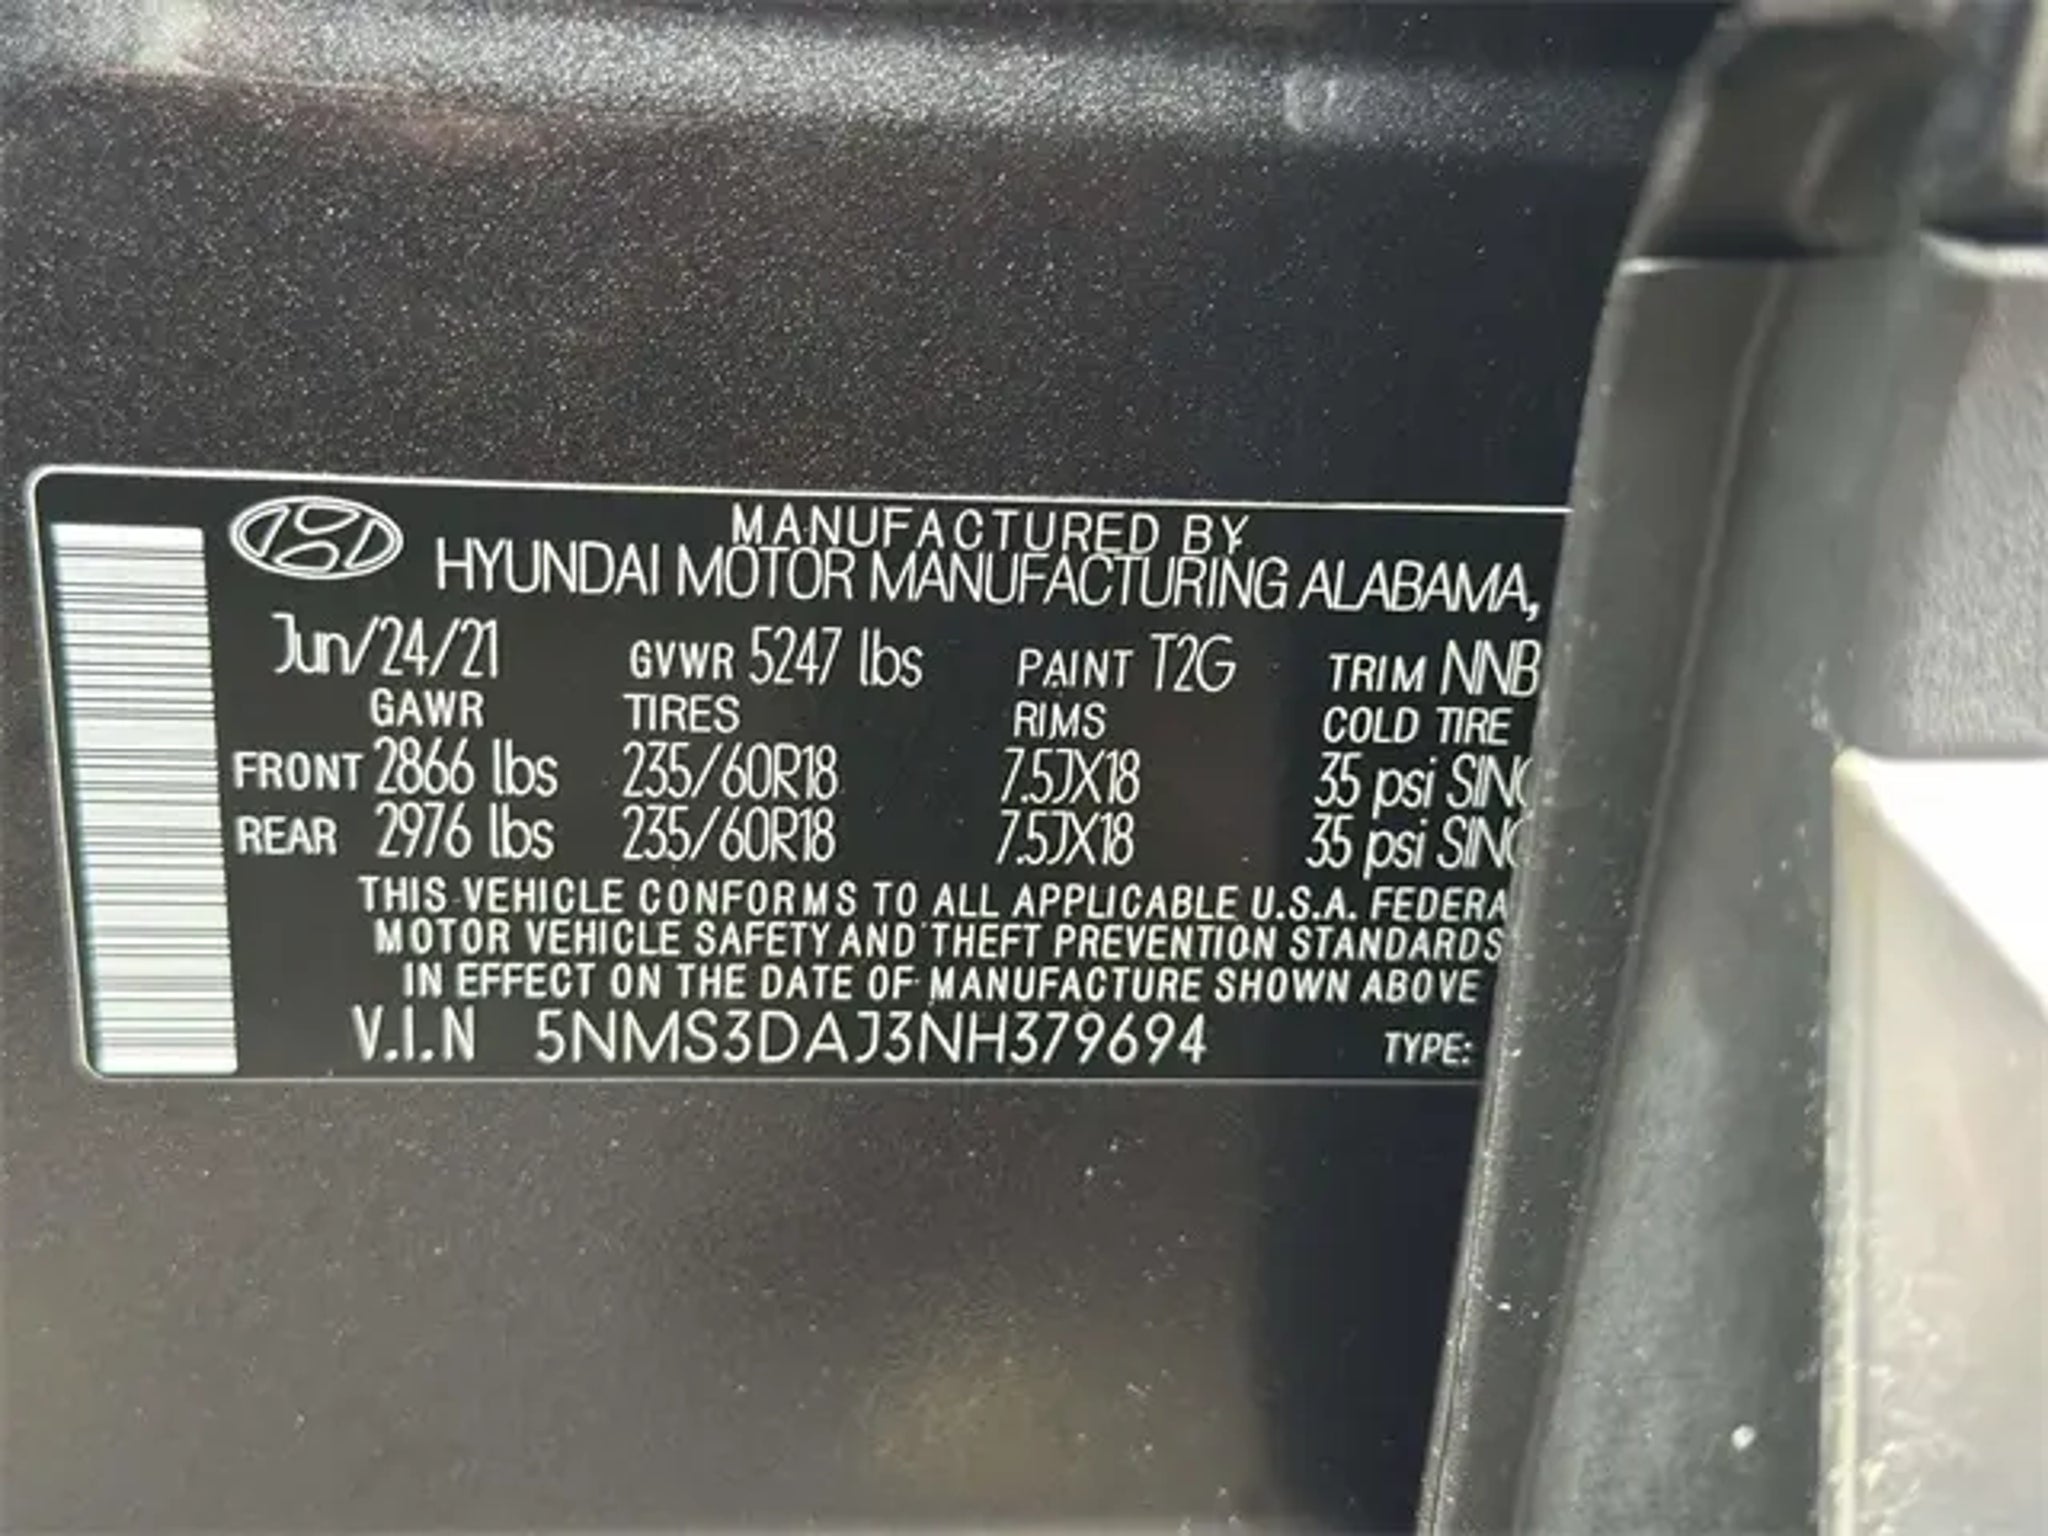 MANUFACTURED BY
HYUNDAI MOTOR MANUFACTURING ALABAMA,
Jun/24/21 GVWR 5247 lbs PAINT T2G TRIM NNB
GAWR TIRES RIMS COLD TIRE
FRONT 2866 lbs 235/60R18 7.5JX18 35 psi
REAR 2976 lbs 235/60R18 7.5JX18 35 psi
THIS VEHICLE CONFORMS TO ALL APPLICABLE U.S.A. FEDERA
MOTOR VEHICLE SAFETY AND THEFT PREVENTION STANDARDS
IN EFFECT ON THE DATE OF MANUFACTURE SHOWN ABOVE
V.I.N 5NMS3DAJ3NH379694 TYPE: